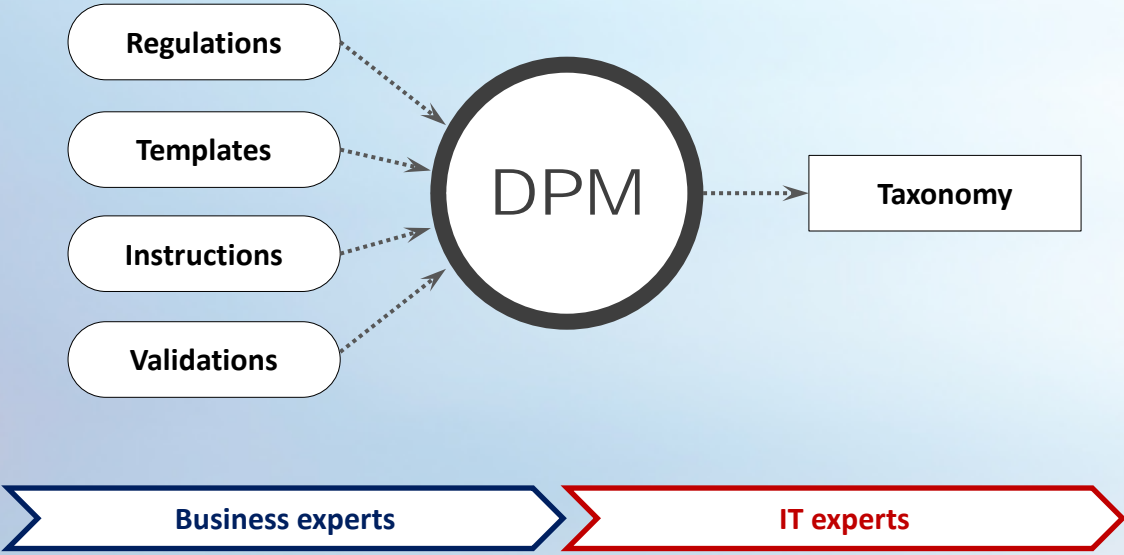 Regulations
Templates
Instructions
Validations
DPM
Taxonomy
Business experts
IT experts